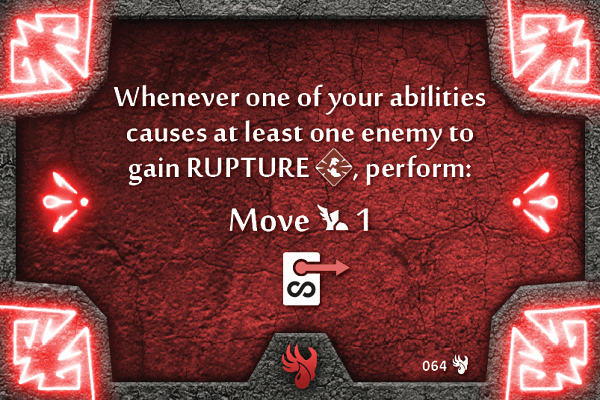 Whenever one of your abilities
causes at least one enemy to
gain RUPTURE , perform:
Move 1
064